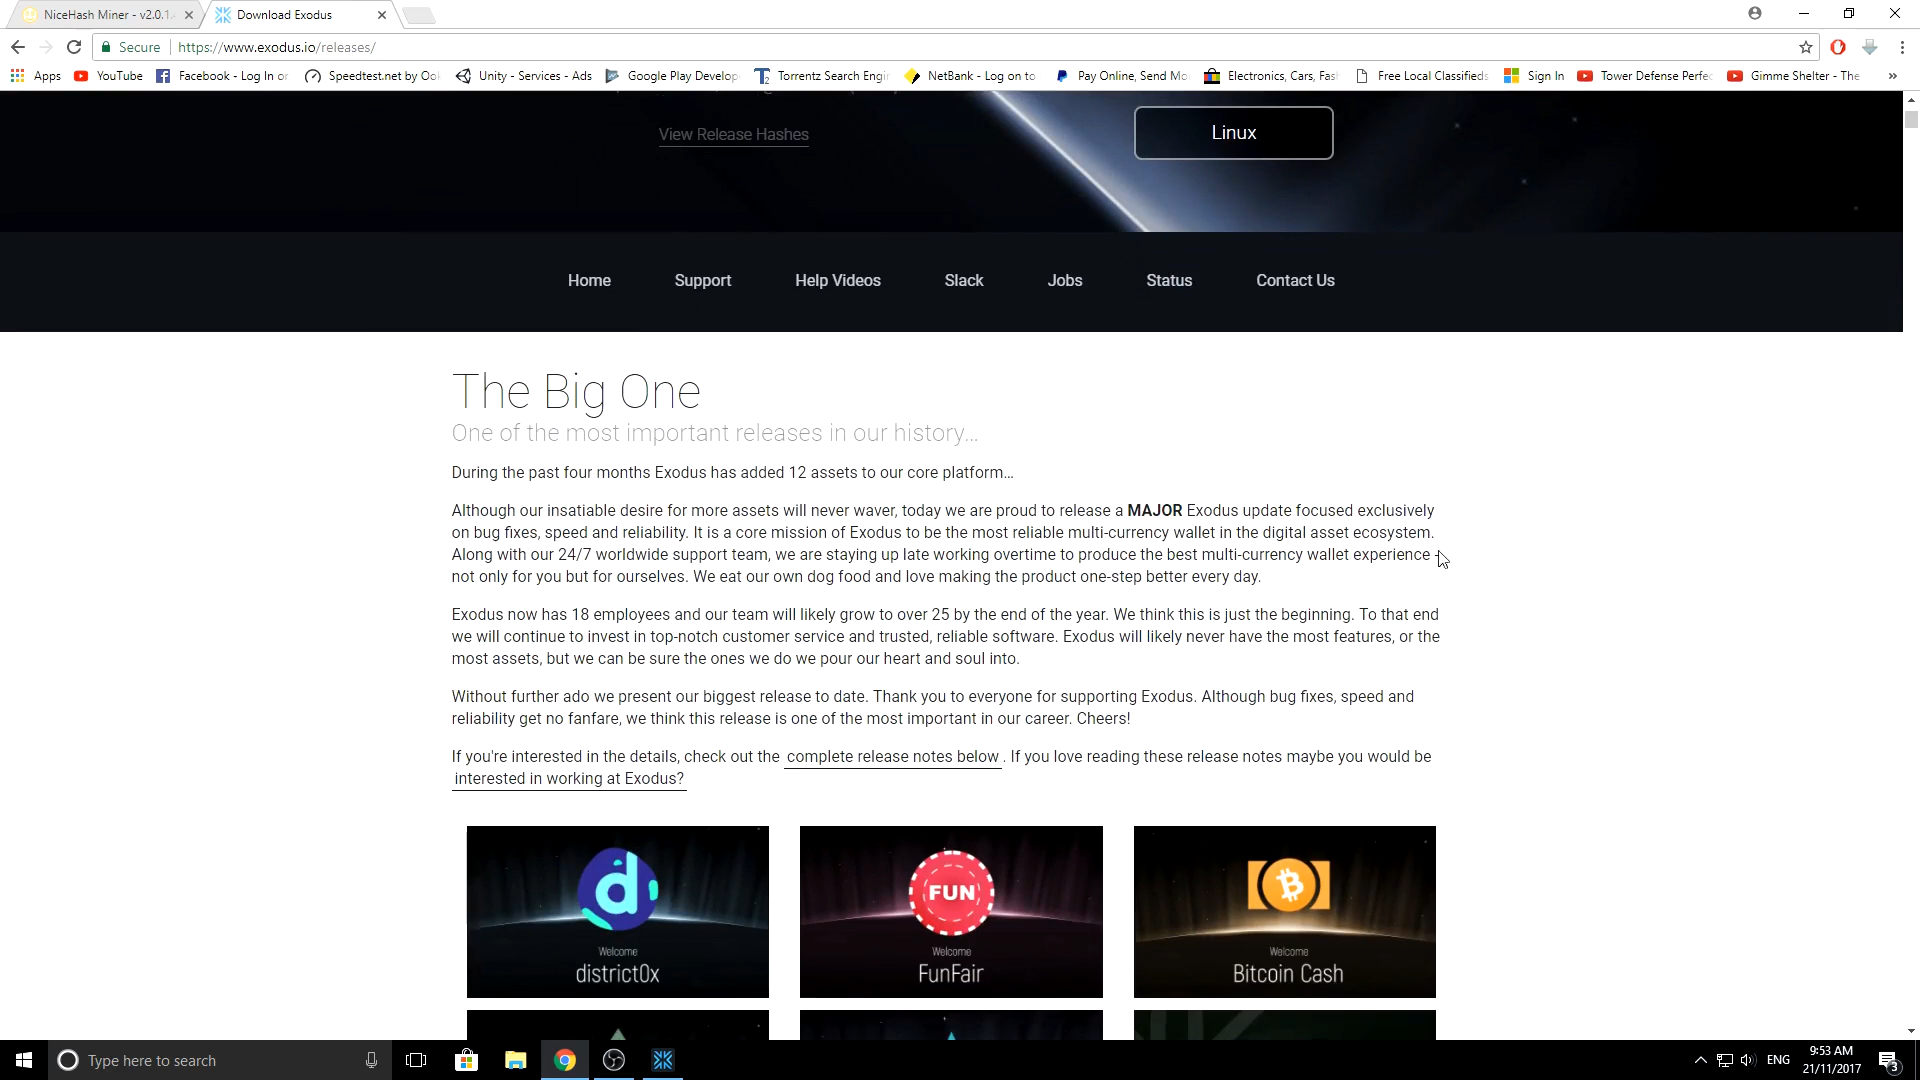 NiceHash Miner - v2.0.1
Download Exodus
Secure
https://www.exodus.io/releases/
Apps
YouTube
Facebook - Log In or
Speedtest.net by Ook
Unity - Services - Ads
Google Play Develop
Torrentz Search Engin
NetBank - Log on to
Pay Online, Send Mo
Electronics, Cars, Fash
Free Local Classifieds
Sign In
Tower Defense Perfec
Gimme Shelter - The
View Release Hashes
Linux
Home
Support
Help Videos
Slack
Jobs
Status
Contact Us
The Big One
One of the most important releases in our history...
During the past four months Exodus has added 12 assets to our core platform...
Although our insatiable desire for more assets will never waver, today we are proud to release a MAJOR Exodus update focused exclusively
on bug fixes, speed and reliability. It is a core mission of Exodus to be the most reliable multi-currency wallet in the digital asset ecosystem.
Along with our 24/7 worldwide support team, we are staying up late working overtime to produce the best multi-currency wallet experience -
not only for you but for ourselves. We eat our own dog food and love making the product one-step better every day.
Exodus now has 18 employees and our team will likely grow to over 25 by the end of the year. We think this is just the beginning. To that end
we will continue to invest in top-notch customer service and trusted, reliable software. Exodus will likely never have the most features, or the
most assets, but we can be sure the ones we do we pour our heart and soul into.
Without further ado we present our biggest release to date. Thank you to everyone for supporting Exodus. Although bug fixes, speed and
reliability get no fanfare, we think this release is one of the most important in our career. Cheers!
If you're interested in the details, check out the complete release notes below. If you love reading these release notes maybe you would be
interested in working at Exodus?
d
Welcome
district0x
FUN
Welcome
FunFair
Welcome
Bitcoin Cash
Type here to search
ENG
9:53 AM
21/11/2017
3